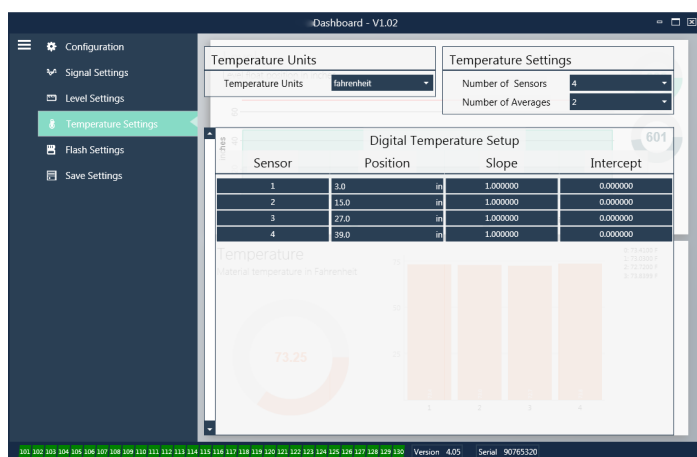 Dashboard - V1.02
Configuration
Signal Settings
Level Settings
Temperature Settings
Flash Settings
Save Settings
Temperature Units
Temperature Units fahrenheit
Temperature Settings
Number of Sensors 4
Number of Averages 2
601
Digital Temperature Setup
Sensor Position Slope Intercept
1 3.0 in 1.000000 0.000000
2 15.0 in 1.000000 0.000000
3 27.0 in 1.000000 0.000000
4 39.0 in 1.000000 0.000000
Temperature
Material temperature in Fahrenheit
73.25
1 2 3 4
101 102 103 104 105 106 107 108 109 110 111 112 113 114 115 116 117 118 119 120 121 122 123 124 125 126 127 128 129 130 Version 4.05 Serial 90765320